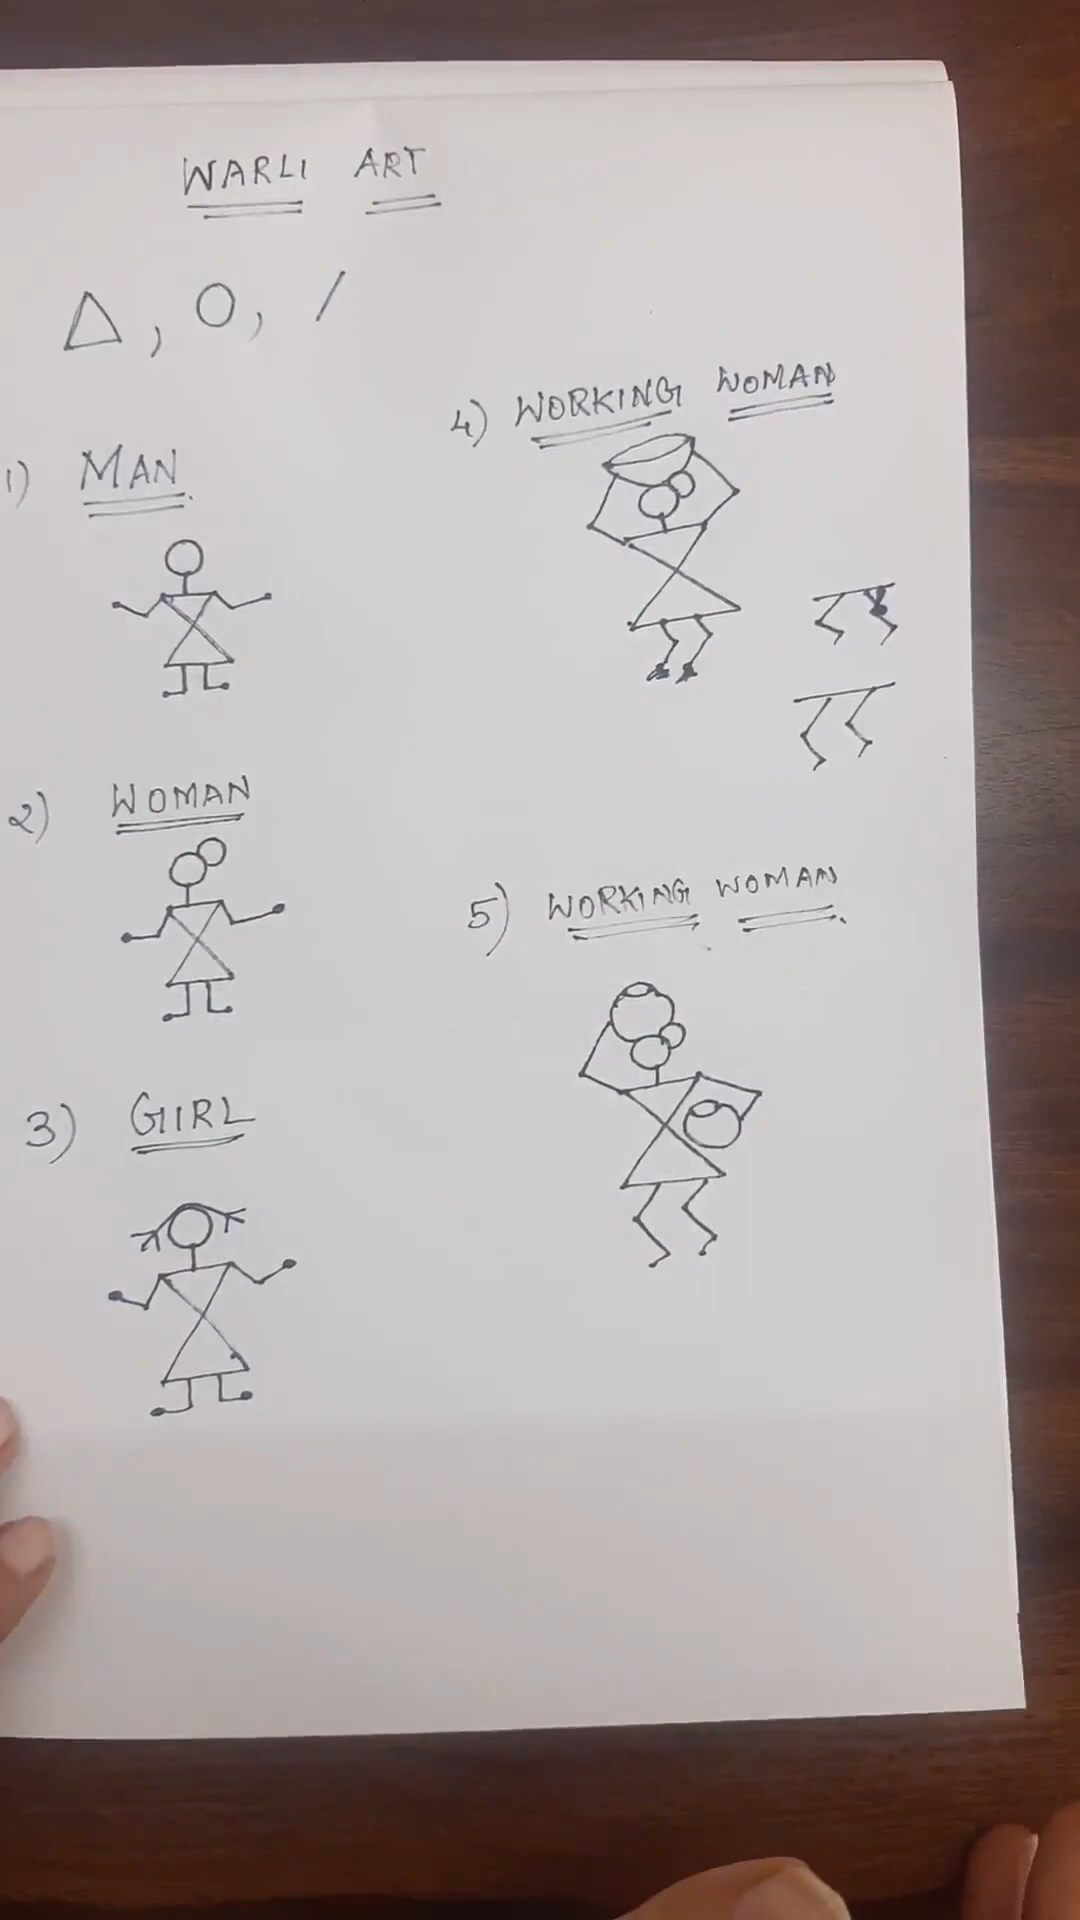 WARLI ART
△, ○, /
1) MAN
2) WOMAN
3) GIRL
4) WORKING WOMAN
5) WORKING WOMAN